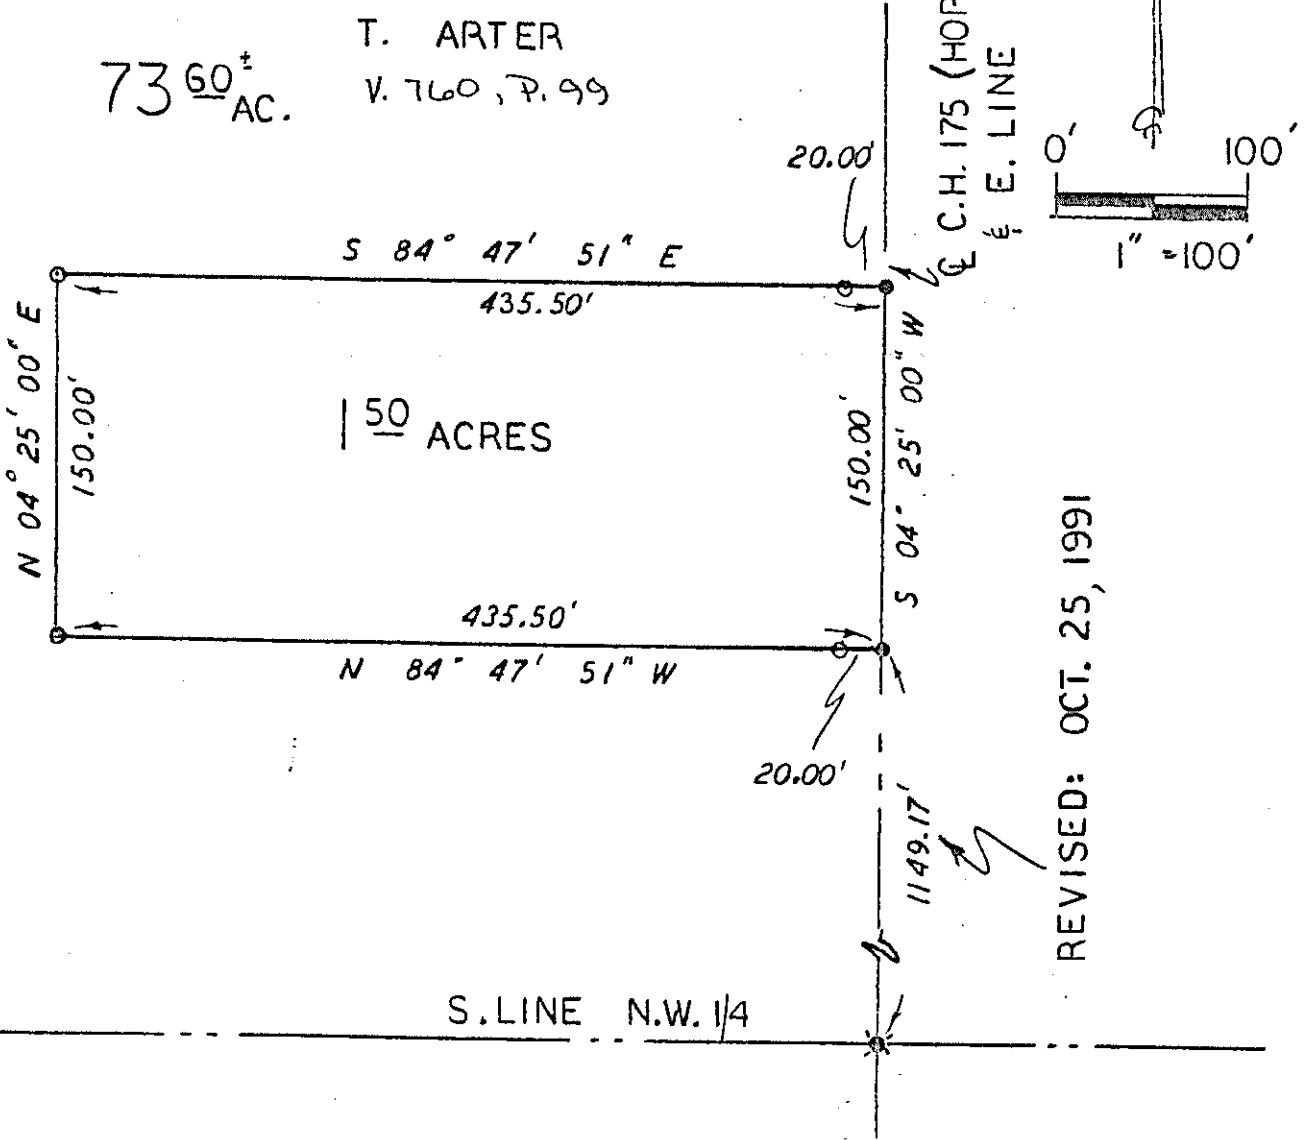 T. ARTER
73 60± AC.
V. 760, P. 99
℄ C.H. 175 (HOP
& E. LINE
0' 100'
1" = 100'
20.00'
S 84° 47' 51" E
435.50'
N 04° 25' 00" E
150.00'
1 50 ACRES
150.00'
S 04° 25' 00" W
435.50'
N 84° 47' 51" W
20.00'
1149.17'
REVISED: OCT. 25, 1991
S. LINE N.W. 1/4